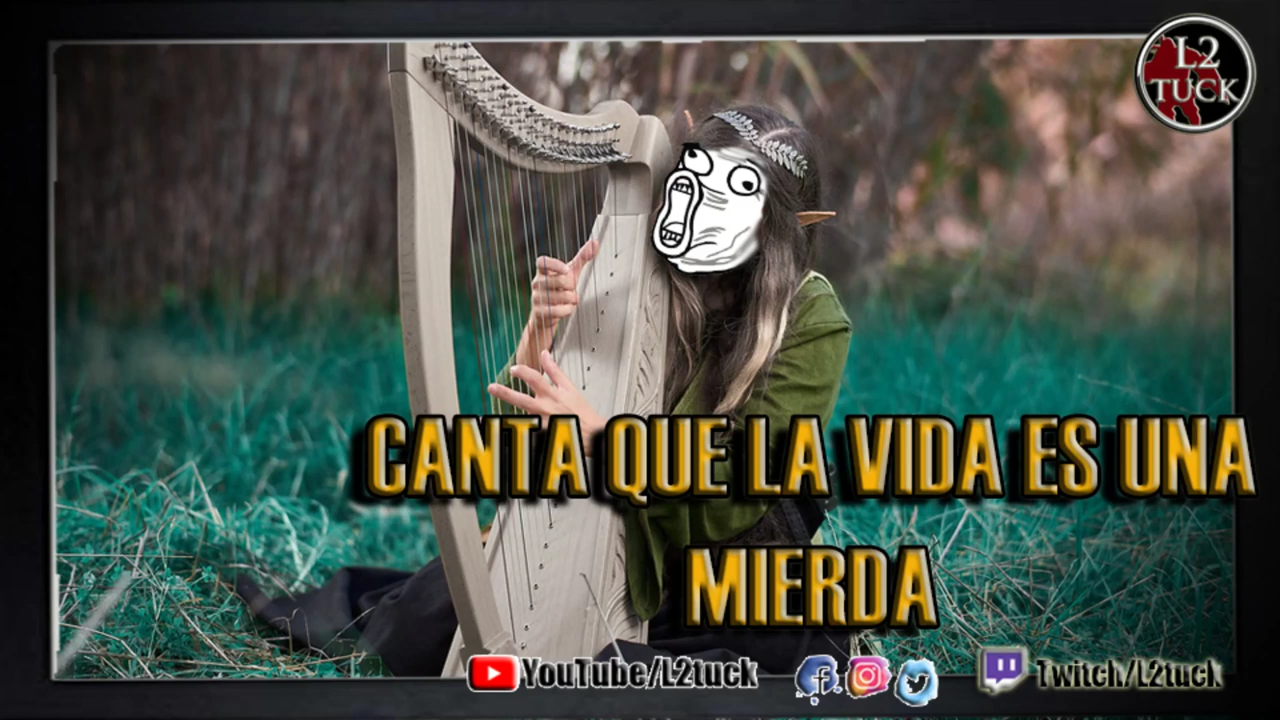 L2
TUCK
CANTA QUE LA VIDA ES UNA
MIERDA
YouTube/L2tuck
Twitch/L2tuck